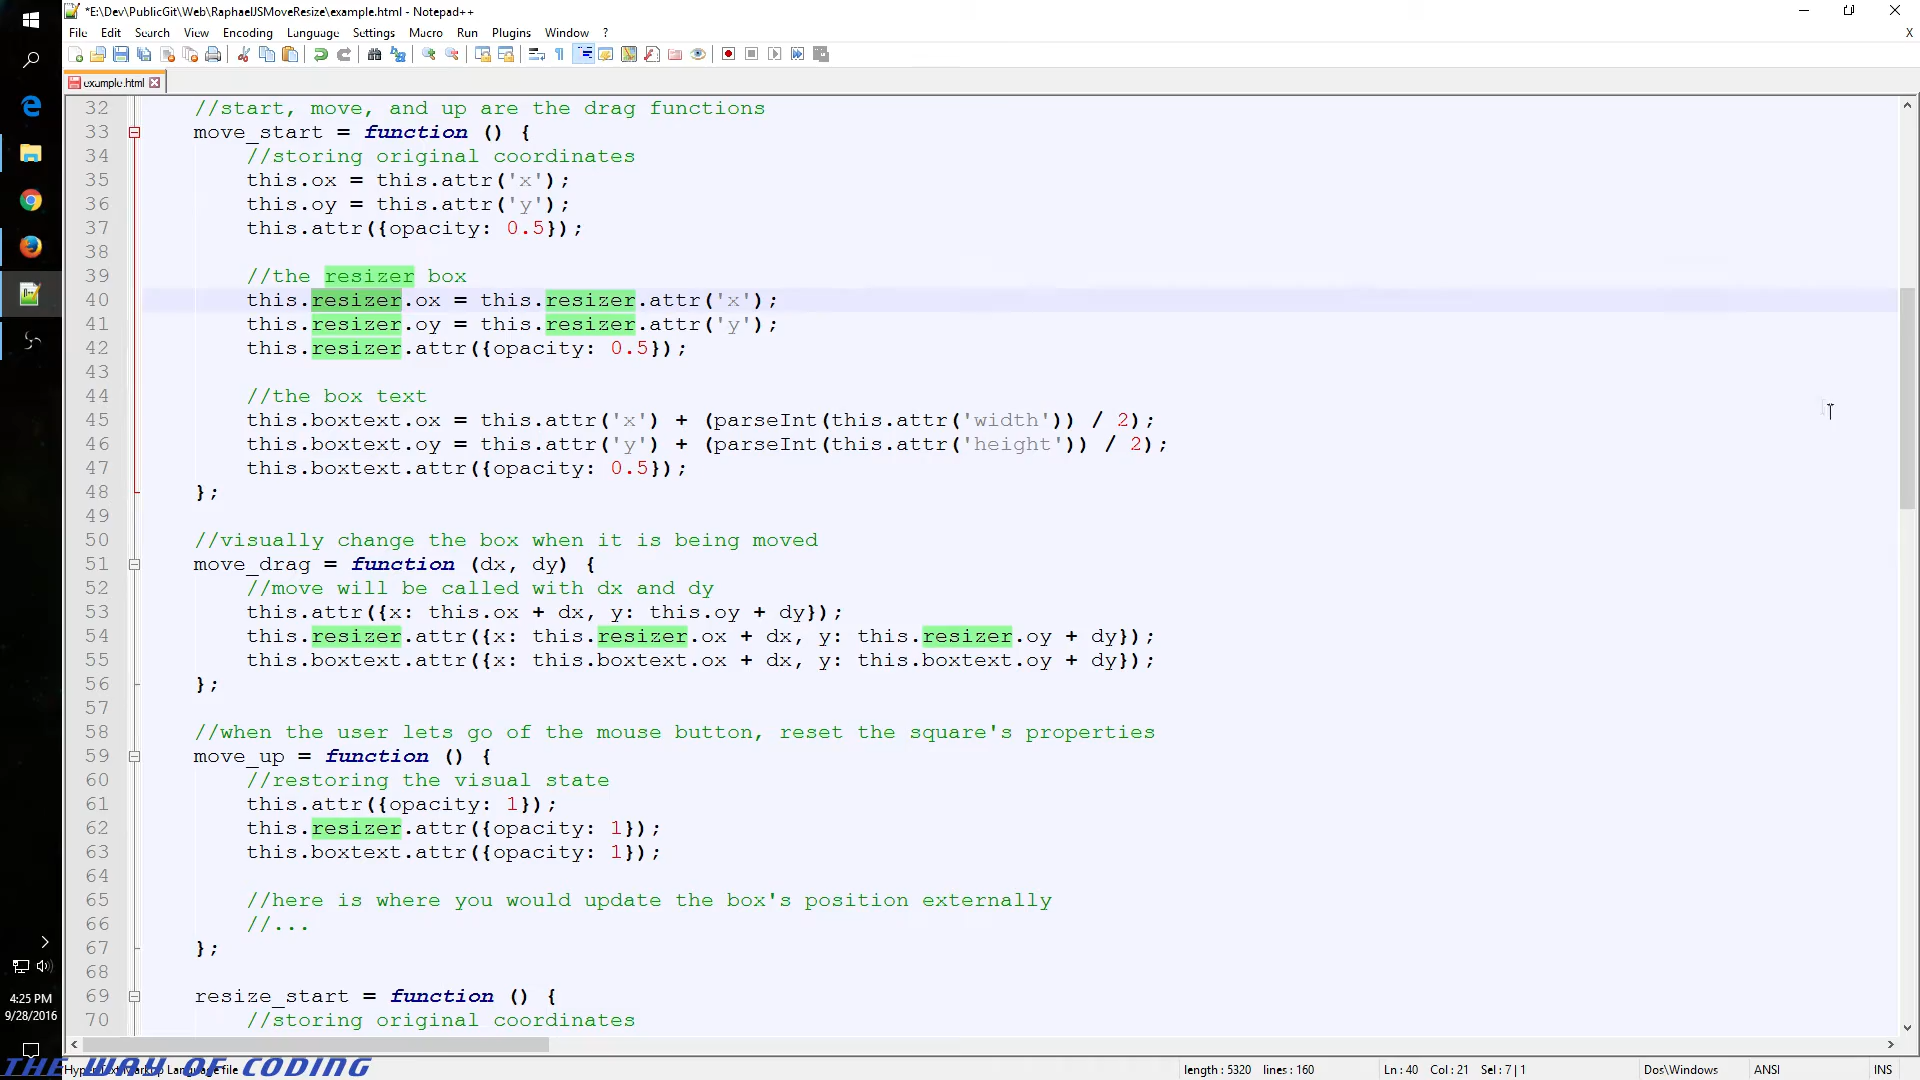 *E:\Dev\PublicGit\Web\RaphaelJSMoveResize\example.html - Notepad++
File Edit Search View Encoding Language Settings Macro Run Plugins Window ?
X
example.html
32 //start, move, and up are the drag functions
33 move_start = function () {
34 //storing original coordinates
35 this.ox = this.attr('x');
36 this.oy = this.attr('y');
37 this.attr({opacity: 0.5});
38
39 //the resizer box
40 this.resizer.ox = this.resizer.attr('x');
41 this.resizer.oy = this.resizer.attr('y');
42 this.resizer.attr({opacity: 0.5});
43
44 //the box text
45 this.boxtext.ox = this.attr('x') + (parseInt(this.attr('width')) / 2);
46 this.boxtext.oy = this.attr('y') + (parseInt(this.attr('height')) / 2);
47 this.boxtext.attr({opacity: 0.5});
48 };
49
50 //visually change the box when it is being moved
51 move_drag = function (dx, dy) {
52 //move will be called with dx and dy
53 this.attr({x: this.ox + dx, y: this.oy + dy});
54 this.resizer.attr({x: this.resizer.ox + dx, y: this.resizer.oy + dy});
55 this.boxtext.attr({x: this.boxtext.ox + dx, y: this.boxtext.oy + dy});
56 };
57
58 //when the user lets go of the mouse button, reset the square's properties
59 move_up = function () {
60 //restoring the visual state
61 this.attr({opacity: 1});
62 this.resizer.attr({opacity: 1});
63 this.boxtext.attr({opacity: 1});
64
65 //here is where you would update the box's position externally
66 //...
67 };
68
69 resize_start = function () {
70 //storing original coordinates
4:25 PM
9/28/2016
THE WAY OF CODING
Hyper Text Markup Language file length : 5320 lines : 160 Ln : 40 Col : 21 Sel : 7 | 1 Dos\Windows ANSI INS